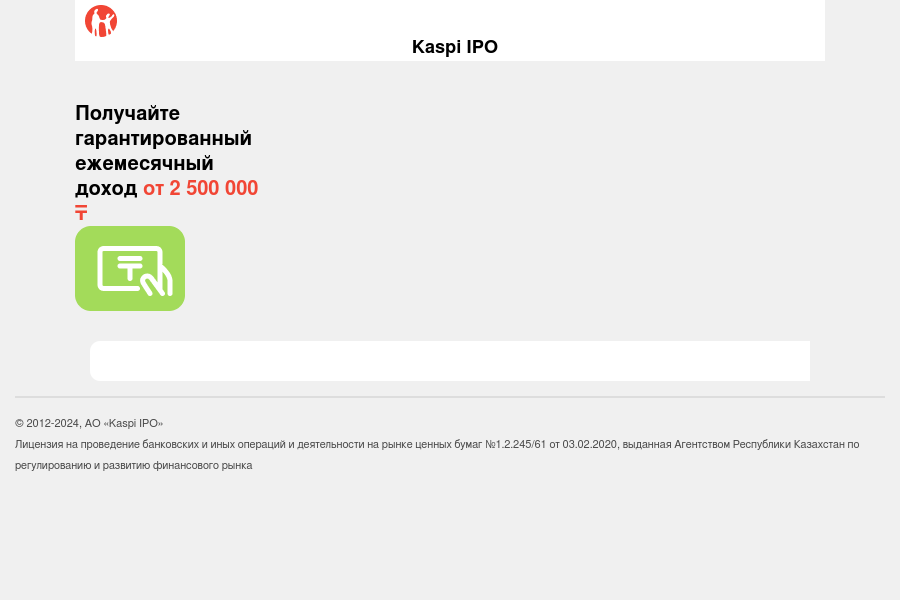 Kaspi IPO
Получайте
гарантированный
ежемесячный
доход от 2 500 000
₸
© 2012-2024, АО «Kaspi IPO»
Лицензия на проведение банковских и иных операций и деятельности на рынке ценных бумаг №1.2.245/61 от 03.02.2020, выданная Агентством Республики Казахстан по
регулированию и развитию финансового рынка